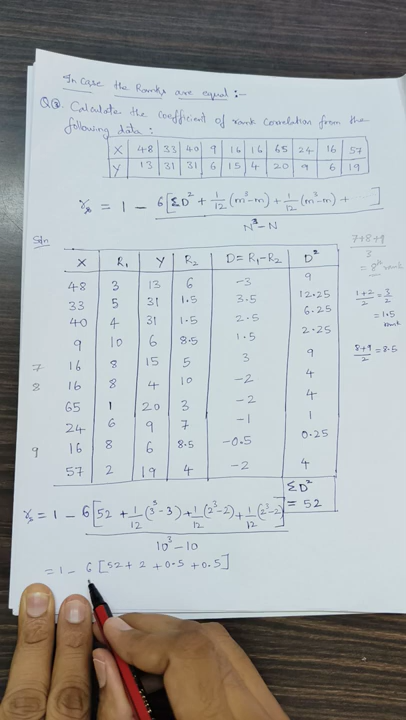 In case the Ranks are equal :-
Q②. Calculate the coefficient of rank correlation from the
following data :
X 48 33 40 9 16 16 65 24 16 57
Y 13 31 31 6 15 4 20 9 6 19
r_s = 1 - 6[ΣD² + 1/12 (m³-m) + 1/12 (m³-m) + ]
N³-N
Soln
X R₁ Y R₂ D=R₁-R₂ D²
48 3 13 6 -3 9
33 5 31 1.5 3.5 12.25
40 4 31 1.5 2.5 6.25
9 10 6 8.5 1.5 2.25
7 16 8 15 5 3 9
8 16 8 4 10 -2 4
65 1 20 3 -2 4
24 6 9 7 -1 1
9 16 8 6 8.5 -0.5 0.25
57 2 19 4 -2 4
ΣD² = 52
7+8+9
3
= 8th rank
1+2/2 = 3/2
= 1.5
rank
8+9/2 = 8.5
r_s = 1 - 6[52 + 1/12 (3³-3) + 1/12 (2³-2) + 1/12 (2³-2)]
10³-10
= 1 - 6 [52 + 2 + 0.5 + 0.5]